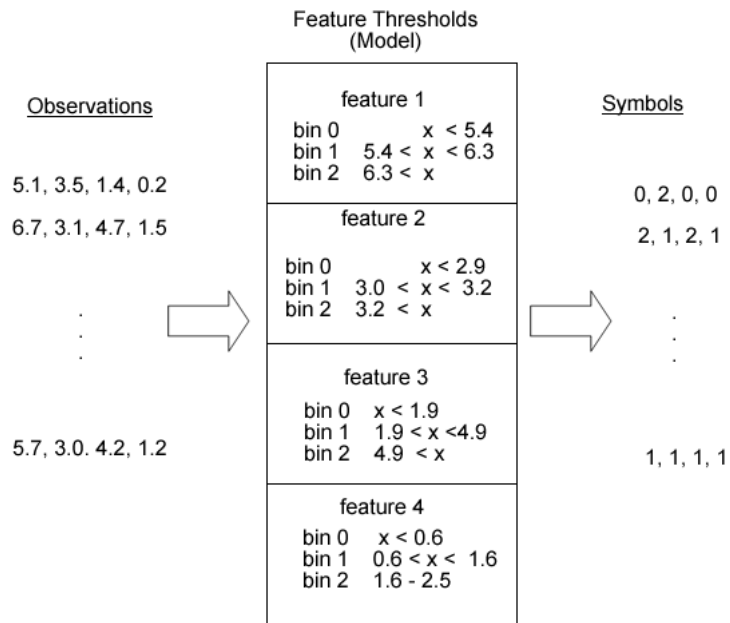 Feature Thresholds
(Model)
Observations
5.1, 3.5, 1.4, 0.2
6.7, 3.1, 4.7, 1.5
.
.
.
5.7, 3.0. 4.2, 1.2
feature 1
bin 0 x < 5.4
bin 1 5.4 < x < 6.3
bin 2 6.3 < x
feature 2
bin 0 x < 2.9
bin 1 3.0 < x < 3.2
bin 2 3.2 < x
feature 3
bin 0 x < 1.9
bin 1 1.9 < x <4.9
bin 2 4.9 < x
feature 4
bin 0 x < 0.6
bin 1 0.6 < x < 1.6
bin 2 1.6 - 2.5
Symbols
0, 2, 0, 0
2, 1, 2, 1
.
.
.
1, 1, 1, 1